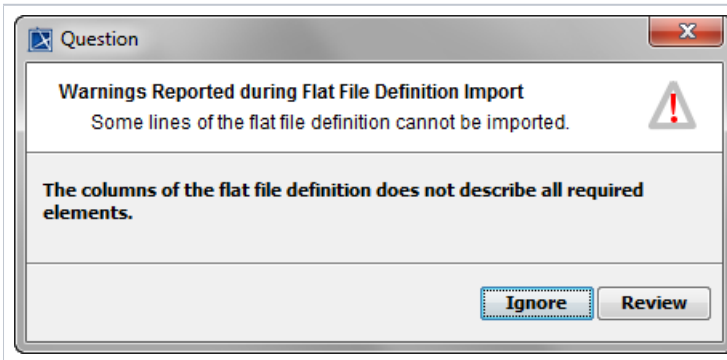 Question
Warnings Reported during Flat File Definition Import
Some lines of the flat file definition cannot be imported.
The columns of the flat file definition does not describe all required
elements.
Ignore
Review